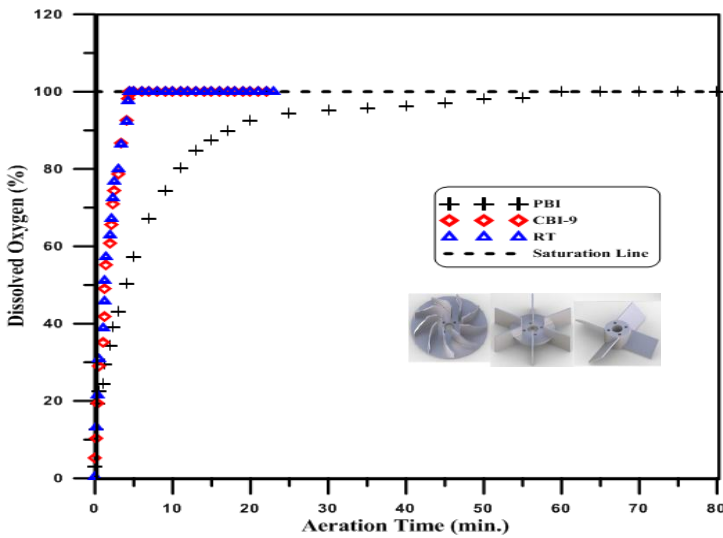 120
100
80
60
40
20
0
Dissolved Oxygen (%)
PBI
CBI-9
RT
Saturation Line
0 10 20 30 40 50 60 70 80
Aeration Time (min.)